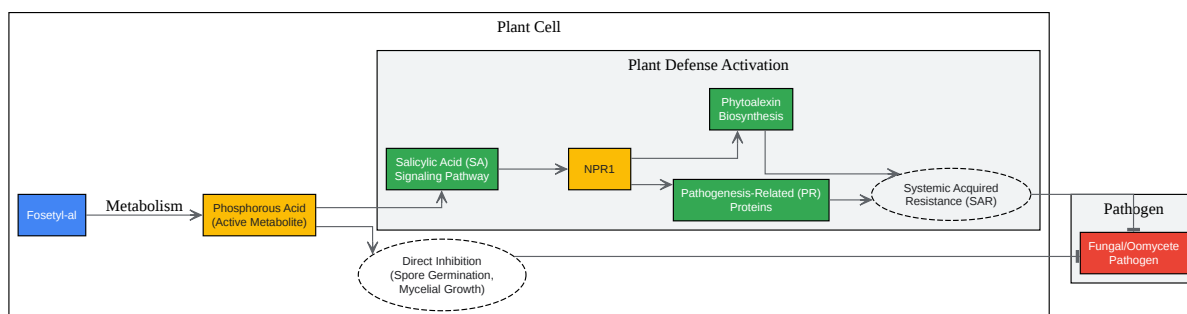 Plant Cell
Plant Defense Activation
Phytoalexin
Biosynthesis
Salicylic Acid (SA)
Signaling Pathway
NPR1
Pathogenesis-Related (PR)
Proteins
Systemic Acquired
Resistance (SAR)
Fosetyl-al
Metabolism
Phosphorous Acid
(Active Metabolite)
Direct Inhibition
(Spore Germination,
Mycelial Growth)
Pathogen
Fungal/Oomycete
Pathogen